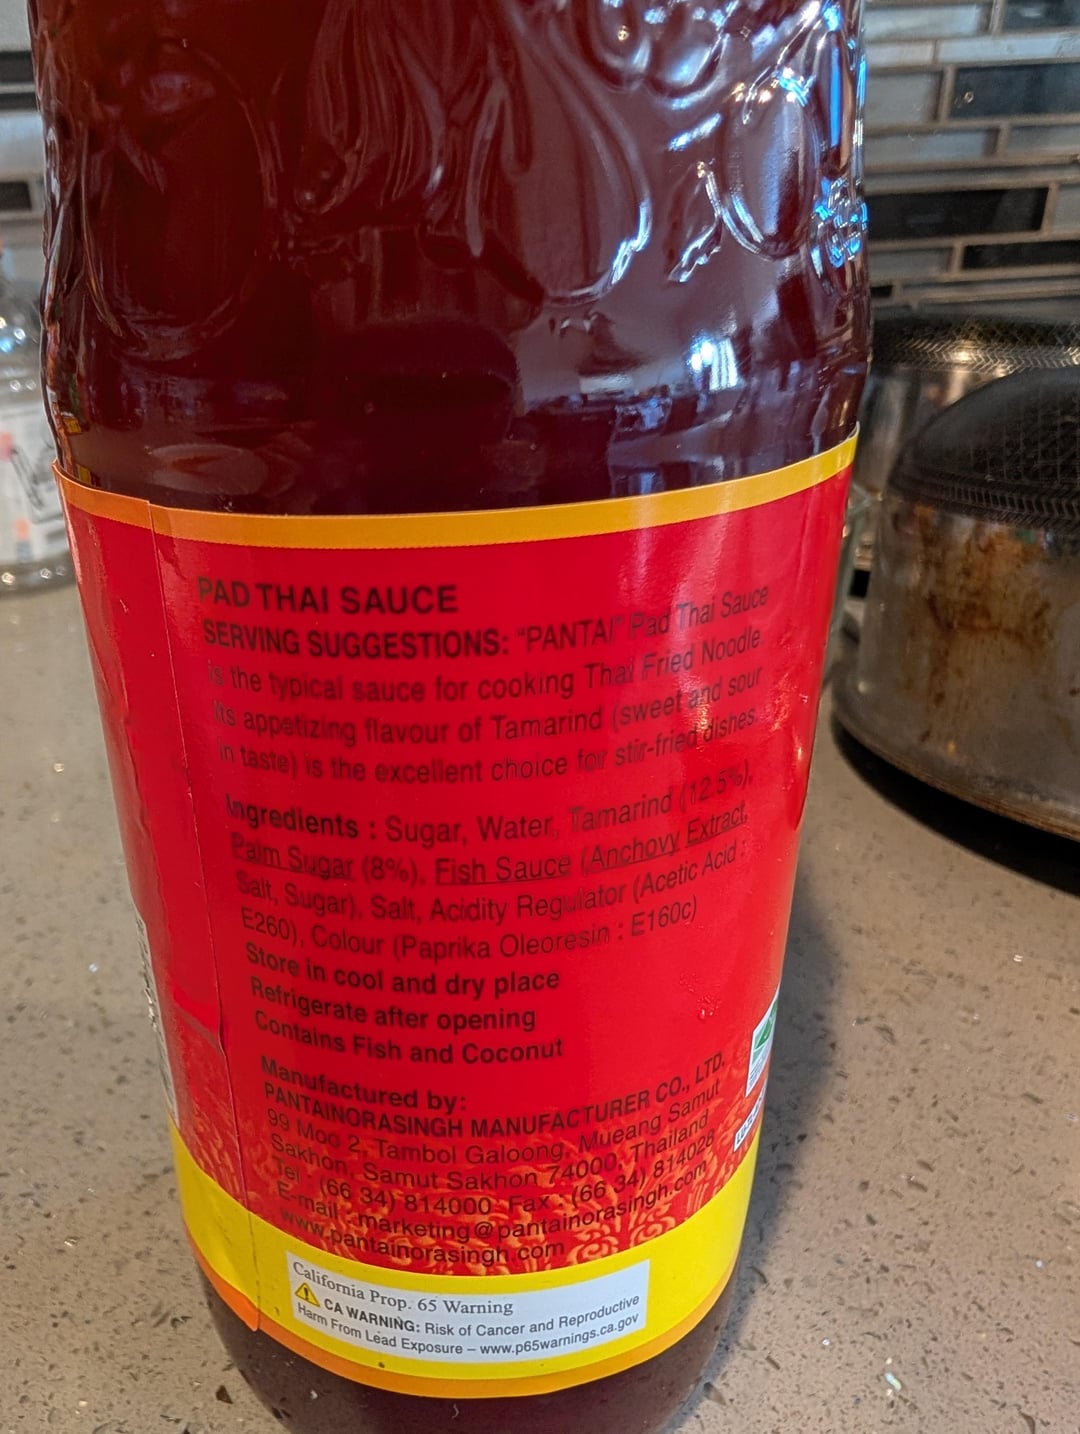 PAD THAI SAUCE
SERVING SUGGESTIONS: "PANTAI" Pad Thai Sauce
is the typical sauce for cooking Thai Fried Noodle.
Its appetizing flavour of Tamarind (sweet and sour
in taste) is the excellent choice for stir-fried dishes.
Ingredients : Sugar, Water, Tamarind (12.5%),
Palm Sugar (8%), Fish Sauce (Anchovy Extract,
Salt, Sugar), Salt, Acidity Regulator (Acetic Acid :
E260), Colour (Paprika Oleoresin : E160c)
Store in cool and dry place
Refrigerate after opening
Contains Fish and Coconut
Manufactured by:
PANTAINORASINGH MANUFACTURER CO., LTD.
99 Moo 2, Tambol Galoong, Mueang Samut
Sakhon, Samut Sakhon 74000, Thailand
Tel : (66 34) 814000 Fax : (66 34) 814028
E-mail : marketing@pantainorasingh.com
www.pantainorasingh.com
California Prop. 65 Warning
CA WARNING: Risk of Cancer and Reproductive
Harm From Lead Exposure – www.p65warnings.ca.gov